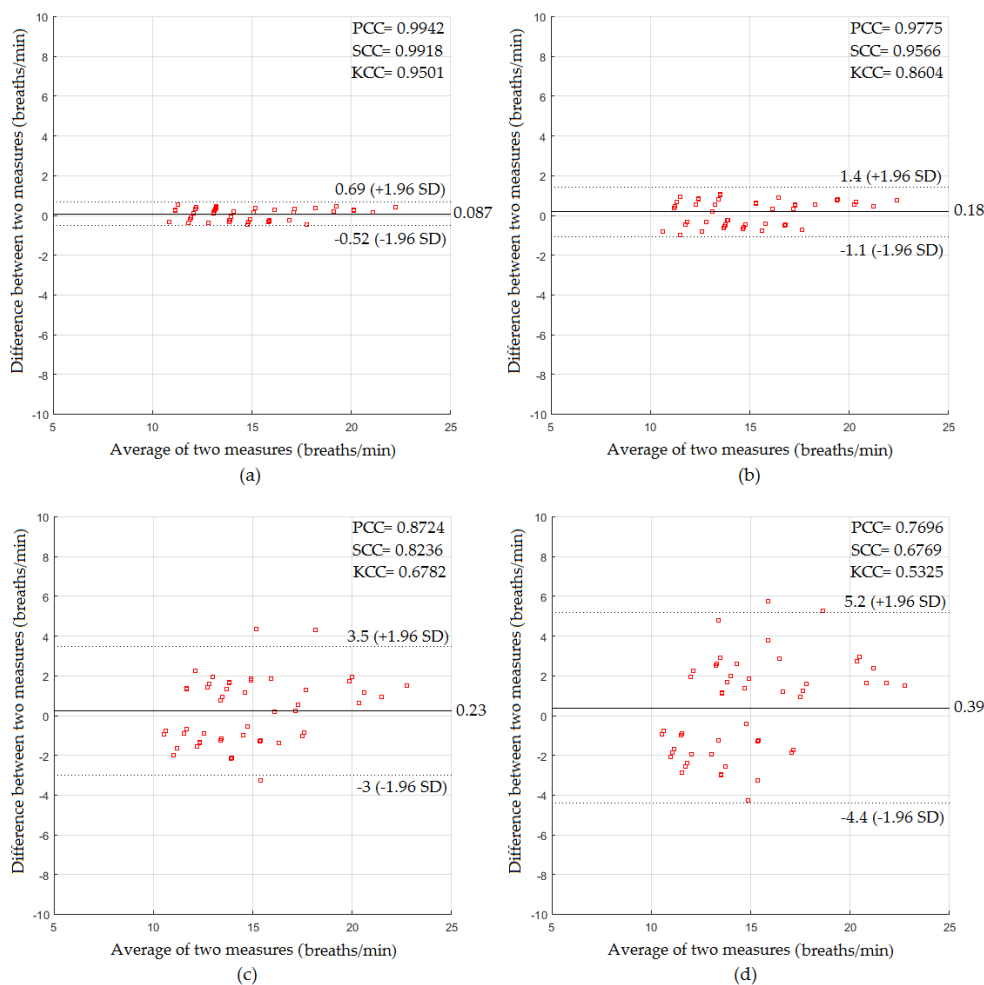 PCC= 0.9942
SCC= 0.9918
KCC= 0.9501
10
8
6
4
2
0
-2
-4
-6
-8
-10
Difference between two measures (breaths/min)
0.69 (+1.96 SD)
0.087
-0.52 (-1.96 SD)
5 10 15 20 25
Average of two measures (breaths/min)
(a)
PCC= 0.9775
SCC= 0.9566
KCC= 0.8604
10
8
6
4
2
0
-2
-4
-6
-8
-10
Difference between two measures (breaths/min)
1.4 (+1.96 SD)
0.18
-1.1 (-1.96 SD)
5 10 15 20 25
Average of two measures (breaths/min)
(b)
PCC= 0.8724
SCC= 0.8236
KCC= 0.6782
10
8
6
4
2
0
-2
-4
-6
-8
-10
Difference between two measures (breaths/min)
3.5 (+1.96 SD)
0.23
-3 (-1.96 SD)
5 10 15 20 25
Average of two measures (breaths/min)
(c)
PCC= 0.7696
SCC= 0.6769
KCC= 0.5325
10
8
6
4
2
0
-2
-4
-6
-8
-10
Difference between two measures (breaths/min)
5.2 (+1.96 SD)
0.39
-4.4 (-1.96 SD)
5 10 15 20 25
Average of two measures (breaths/min)
(d)